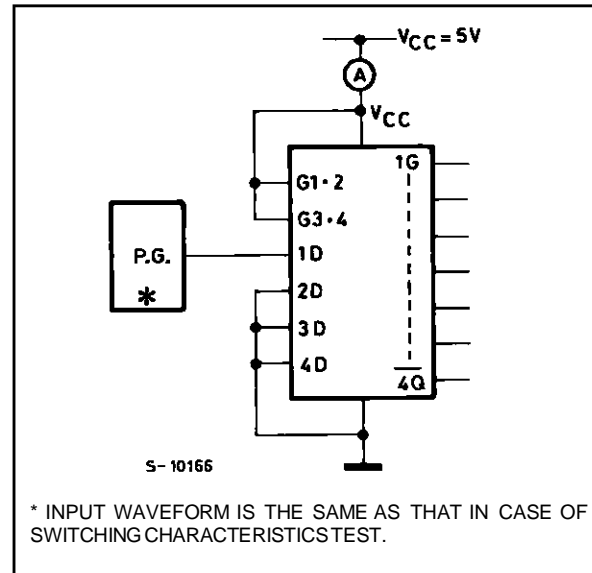 VCC = 5V
A
VCC
1G
G1·2
G3·4
P.G.
*
1D
2D
3D
4D
4Q
S-10166
* INPUT WAVEFORM IS THE SAME AS THAT IN CASE OF
SWITCHING CHARACTERISTICS TEST.